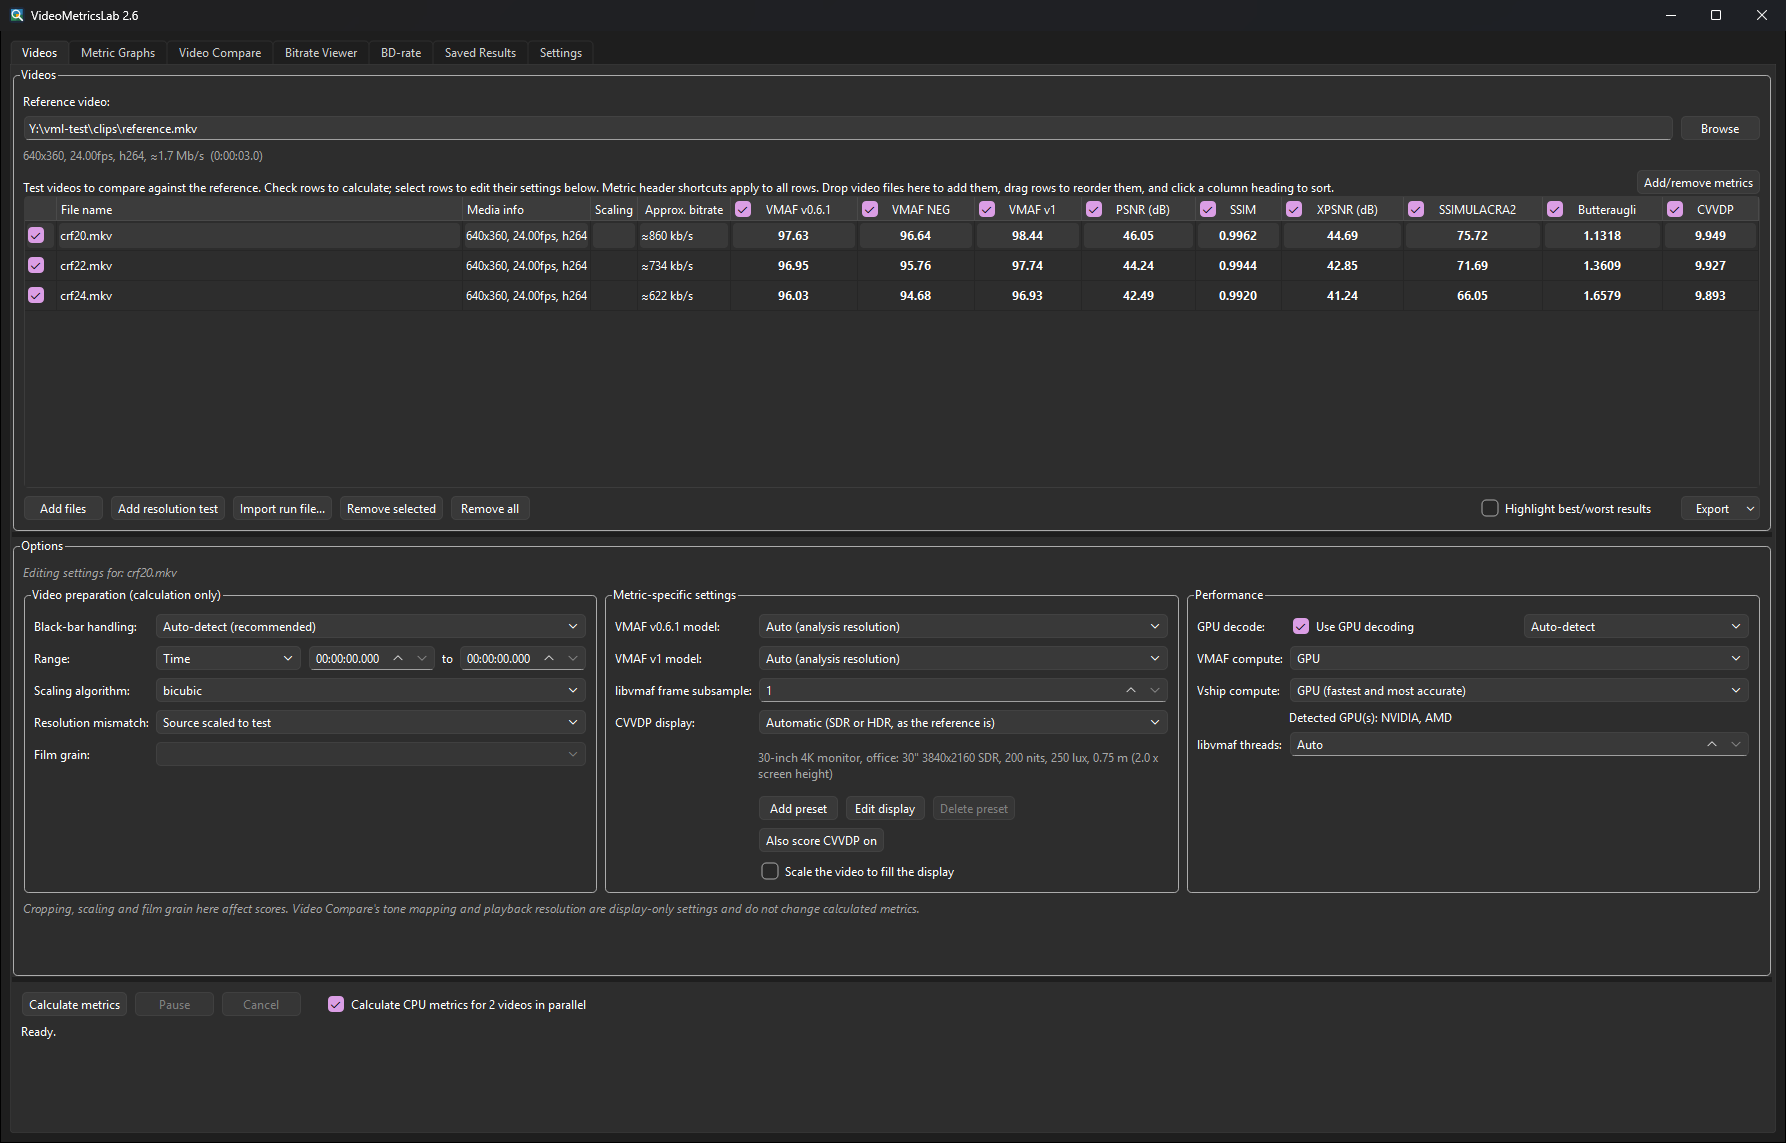 VideoMetricsLab 2.6
Videos Metric Graphs Video Compare Bitrate Viewer BD-rate Saved Results Settings
Videos
Reference video:
Y:\vml-test\clips\reference.mkv Browse
640x360, 24.00fps, h264, ≈1.7 Mb/s (0:00:03.0)
Test videos to compare against the reference. Check rows to calculate; select rows to edit their settings below. Metric header shortcuts apply to all rows. Drop video files here to add them, drag rows to reorder them, and click a column heading to sort. Add/remove metrics
File name Media info Scaling Approx. bitrate VMAF v0.6.1 VMAF NEG VMAF v1 PSNR (dB) SSIM XPSNR (dB) SSIMULACRA2 Butteraugli CVVDP
crf20.mkv 640x360, 24.00fps, h264 ≈860 kb/s 97.63 96.64 98.44 46.05 0.9962 44.69 75.72 1.1318 9.949
crf22.mkv 640x360, 24.00fps, h264 ≈734 kb/s 96.95 95.76 97.74 44.24 0.9944 42.85 71.69 1.3609 9.927
crf24.mkv 640x360, 24.00fps, h264 ≈622 kb/s 96.03 94.68 96.93 42.49 0.9920 41.24 66.05 1.6579 9.893
Add files Add resolution test Import run file... Remove selected Remove all Highlight best/worst results Export
Options
Editing settings for: crf20.mkv
Video preparation (calculation only)
Black-bar handling: Auto-detect (recommended)
Range: Time 00:00:00.000 to 00:00:00.000
Scaling algorithm: bicubic
Resolution mismatch: Source scaled to test
Film grain:
Metric-specific settings
VMAF v0.6.1 model: Auto (analysis resolution)
VMAF v1 model: Auto (analysis resolution)
libvmaf frame subsample: 1
CVVDP display: Automatic (SDR or HDR, as the reference is)
30-inch 4K monitor, office: 30" 3840x2160 SDR, 200 nits, 250 lux, 0.75 m (2.0 x
screen height)
Add preset Edit display Delete preset
Also score CVVDP on
Scale the video to fill the display
Performance
GPU decode: Use GPU decoding Auto-detect
VMAF compute: GPU
Vship compute: GPU (fastest and most accurate)
Detected GPU(s): NVIDIA, AMD
libvmaf threads: Auto
Cropping, scaling and film grain here affect scores. Video Compare's tone mapping and playback resolution are display-only settings and do not change calculated metrics.
Calculate metrics Pause Cancel Calculate CPU metrics for 2 videos in parallel
Ready.